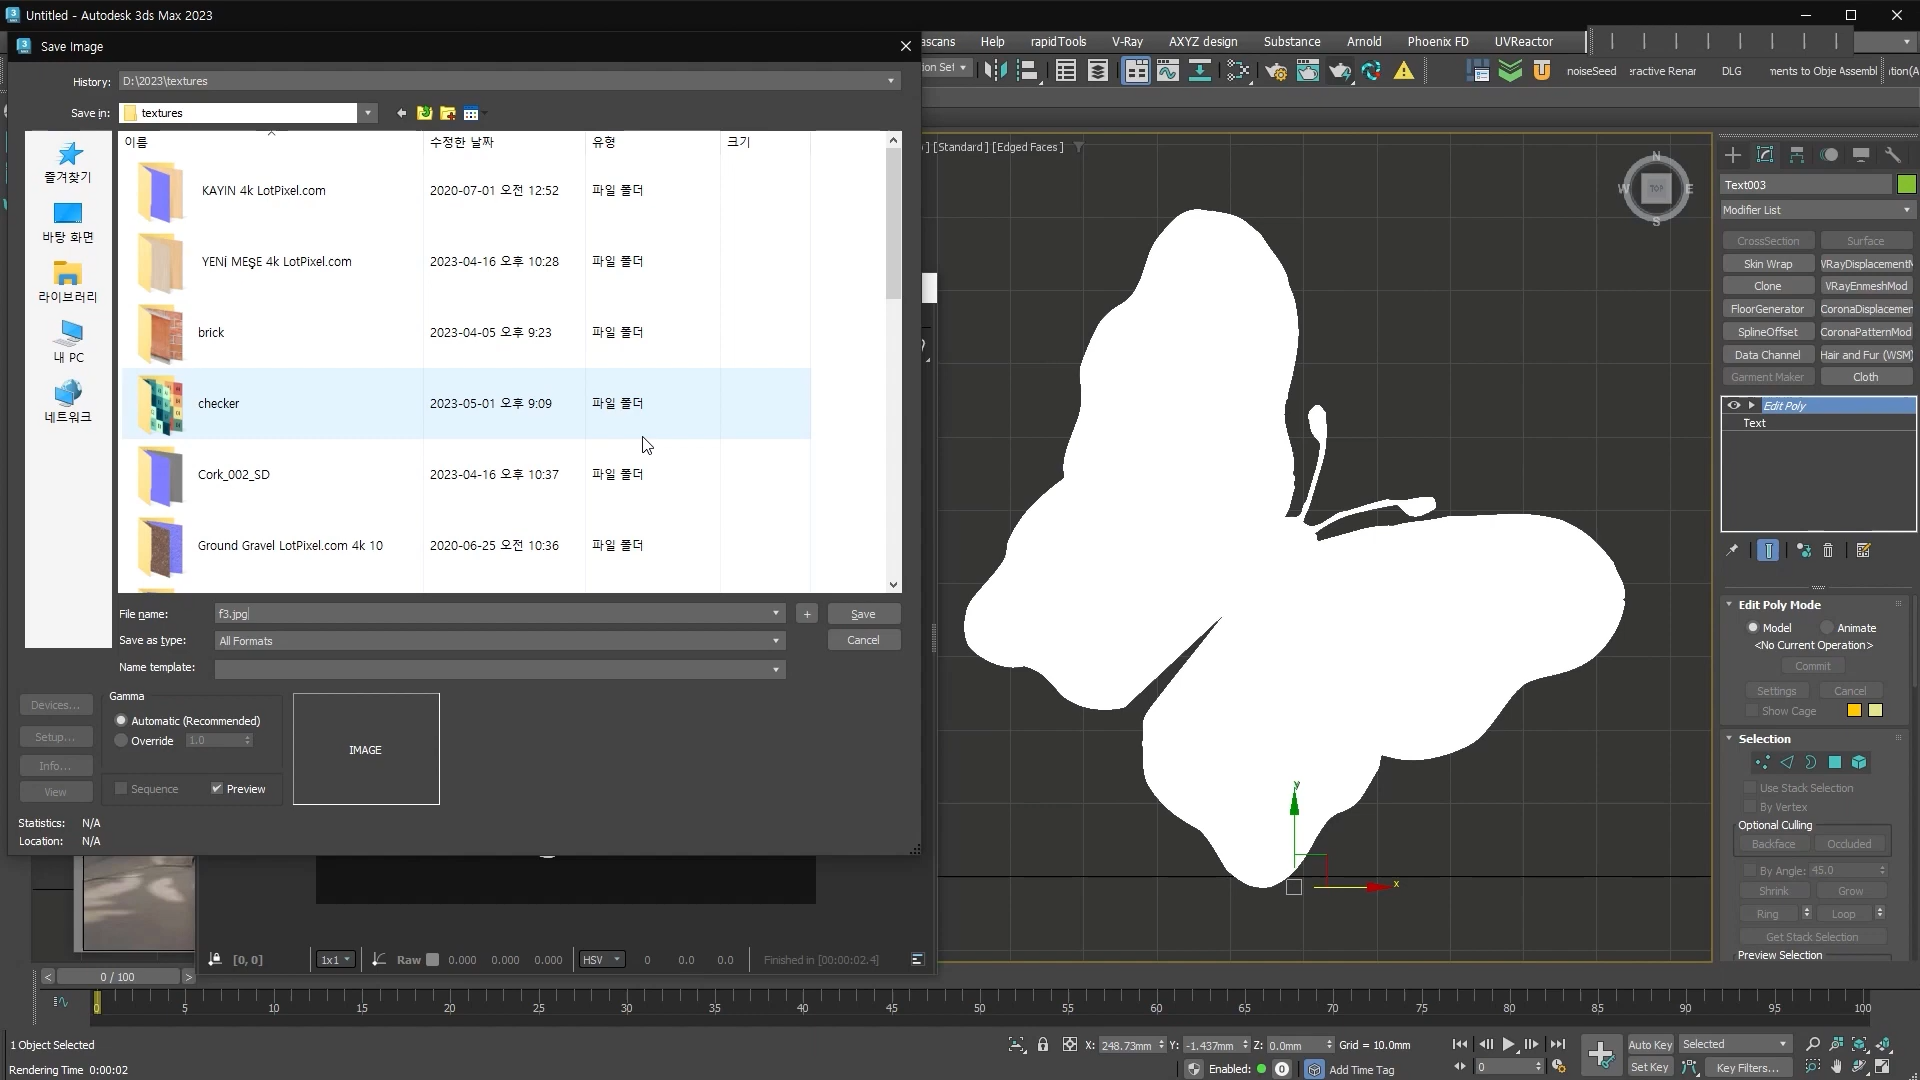 Untitled - Autodesk 3ds Max 2023
Save Image
ascans Help rapidTools V-Ray AXYZ design Substance Arnold Phoenix FD UVReactor
History: D:\2023\textures
on Set noiseSeed eractive Renar DLG ments to Obje Assembl
Save in: textures
이름 수정한 날짜 유형 크기
] [Standard ] [Edged Faces ]
즐겨찾기
바탕 화면
라이브러리
내 PC
네트워크
KAYIN 4k LotPixel.com 2020-07-01 오전 12:52 파일 폴더
YENİ MEŞE 4k LotPixel.com 2023-04-16 오후 10:28 파일 폴더
brick 2023-04-05 오후 9:23 파일 폴더
checker 2023-05-01 오후 9:09 파일 폴더
Cork_002_SD 2023-04-16 오후 10:37 파일 폴더
Ground Gravel LotPixel.com 4k 10 2020-06-25 오전 10:36 파일 폴더
File name: f3.jpg + Save
Save as type: All Formats Cancel
Name template:
Devices...
Setup...
Info...
View
Gamma
Automatic (Recommended)
Override 1.0
Sequence Preview
IMAGE
Statistics: N/A
Location: N/A
N
W TOP E
S
y
x
Text003
Modifier List
CrossSection Surface
Skin Wrap VRayDisplacementM
Clone VRayEnmeshMod
FloorGenerator CoronaDisplacemen
SplineOffset CoronaPatternMod
Data Channel Hair and Fur (WSM)
Garment Maker Cloth
Edit Poly
Text
Edit Poly Mode
Model Animate
<No Current Operation>
Commit
Settings Cancel
Show Cage
Selection
Use Stack Selection
By Vertex
Optional Culling
Backface Occluded
By Angle: 45.0
Shrink Grow
Ring Loop
Get Stack Selection
Preview Selection
[0, 0] 1x1 Raw 0.000 0.000 0.000 HSV 0 0.0 0.0 Finished in [00:00:02.4]
< 0 / 100 >
0 5 10 15 20 25 30 35 40 45 50 55 60 65 70 75 80 85 90 95 100
1 Object Selected
X: 248.73mm Y: -1.437mm Z: 0.0mm Grid = 10.0mm
Auto Key Selected
Rendering Time 0:00:02
Enabled: 0 Add Time Tag
0
Set Key Key Filters...